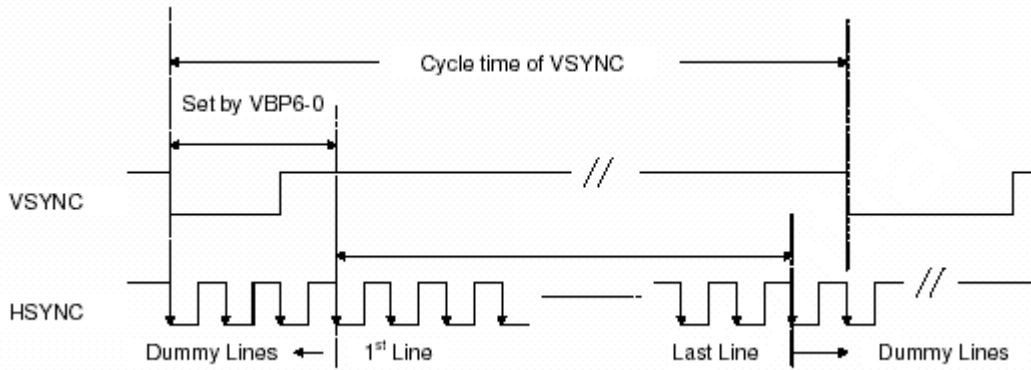 Cycle time of VSYNC
Set by VBP6-0
VSYNC
HSYNC
Dummy Lines
1st Line
Last Line
Dummy Lines